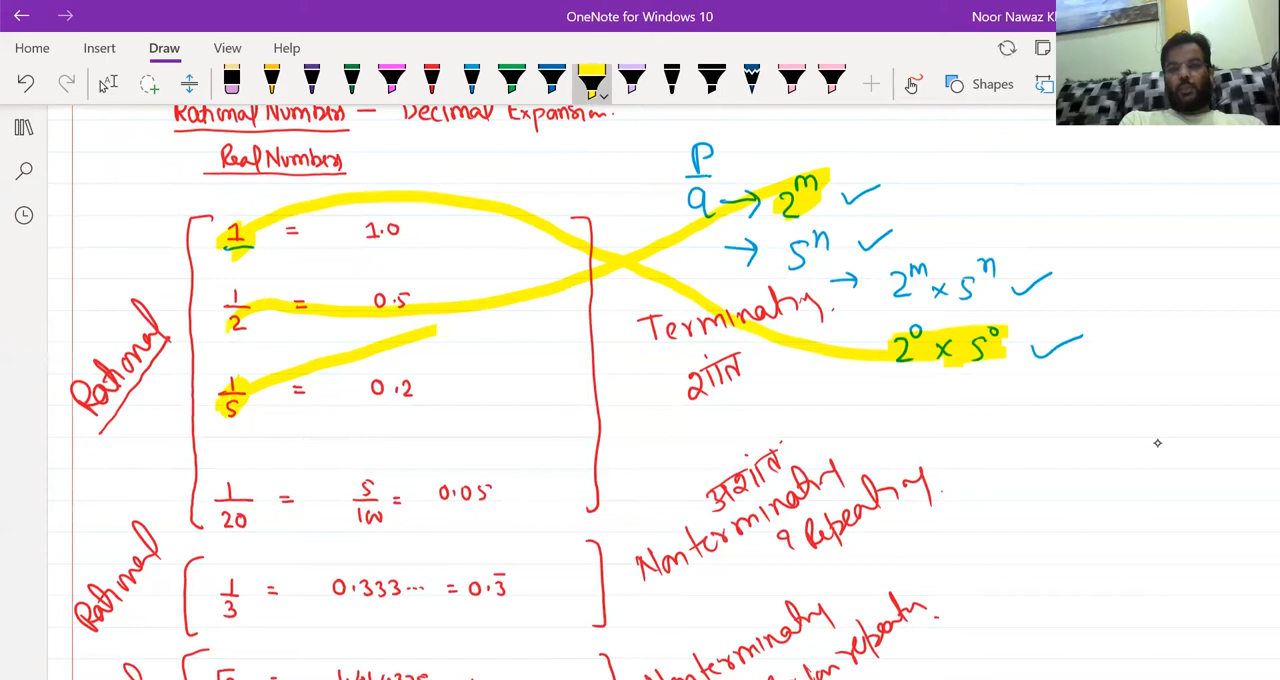 OneNote for Windows 10
Noor Nawaz Kh
Home Insert Draw View Help
Shapes
Rational Numbers — Decimal Expansion.
Real Numbers
1 = 1.0
1/2 = 0.5
1/5 = 0.2
1/20 = 5/100 = 0.05
Rational
p/q → 2^m ✓
→ 5^n ✓
→ 2^m × 5^n ✓
2^0 × 5^0 ✓
Terminating.
शांत
Rational
1/3 = 0.333... = 0.3̅
अशांत
Nonterminating
Repeating.
Nonterminating